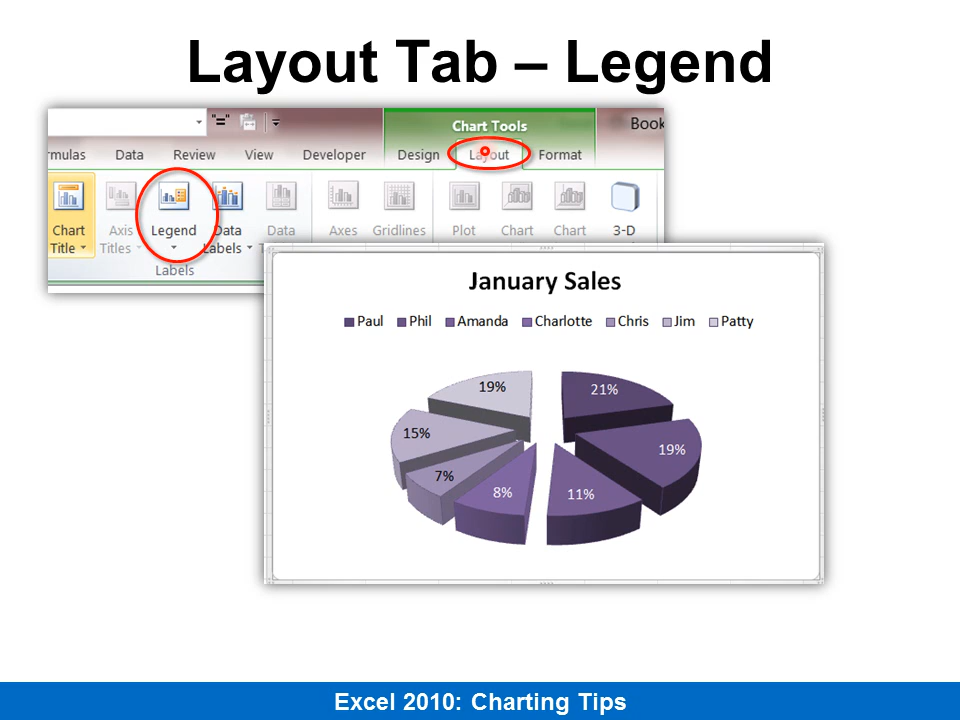 Layout Tab – Legend
"="
Chart Tools
Book
rmulas Data Review View Developer Design Layout Format
Chart Title Axis Titles Legend Data Labels Data Axes Gridlines Plot Chart Chart 3-D
Labels
January Sales
Paul Phil Amanda Charlotte Chris Jim Patty
19% 21%
15% 19%
7% 8% 11%
Excel 2010: Charting Tips